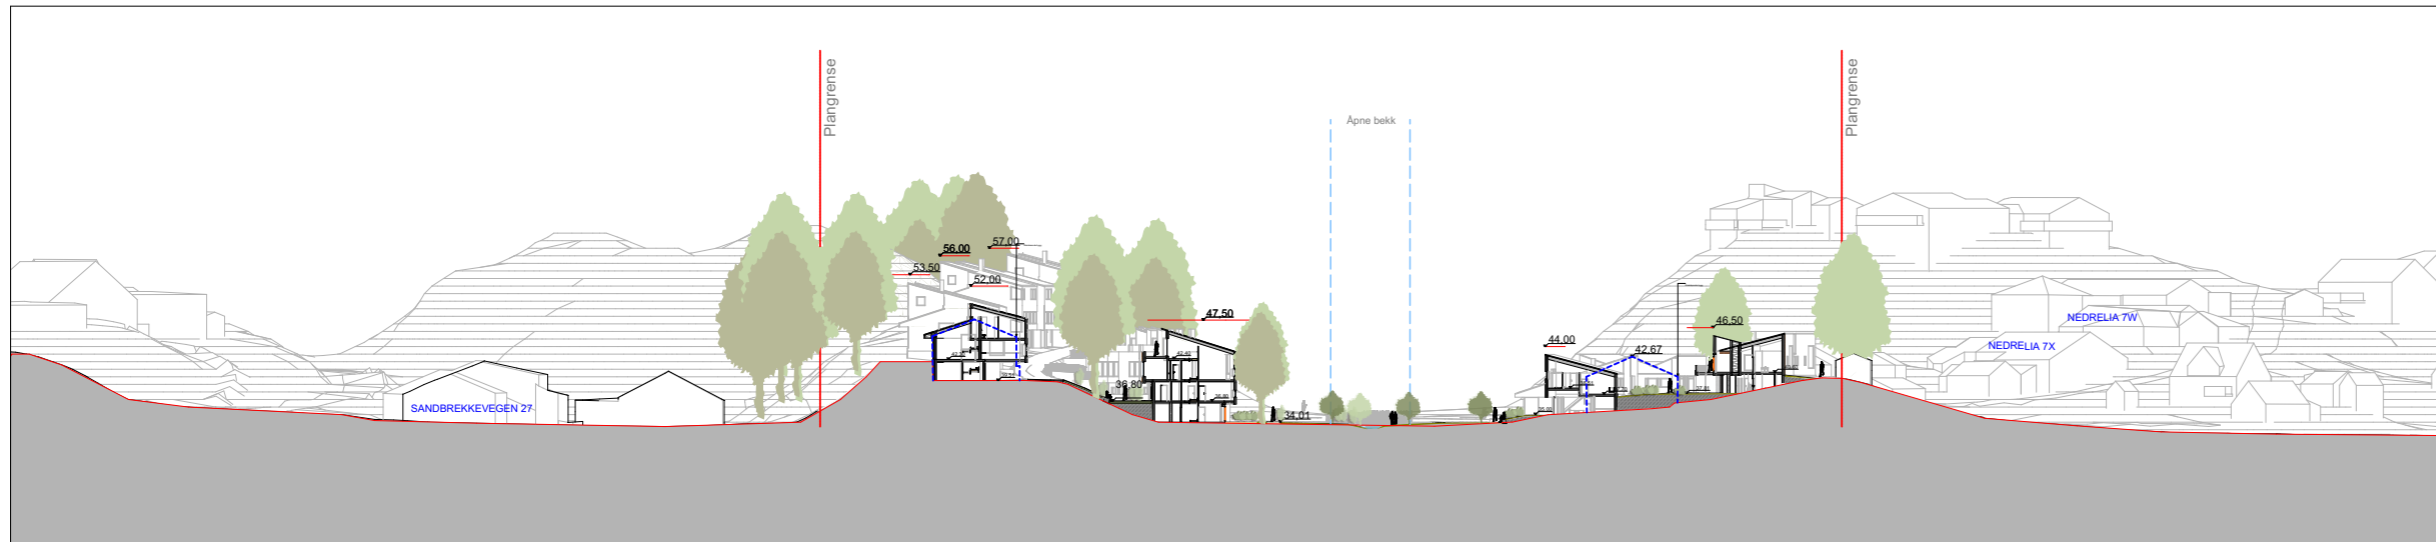 Plangrense
Plangrense
Åpne bekk
57,00
56,00
53,50
52,00
47,50
46,50
44,00
42,67
NEDRELIA 7W
NEDRELIA 7X
36,80
SANDBREKKEVEGEN 27
34,01